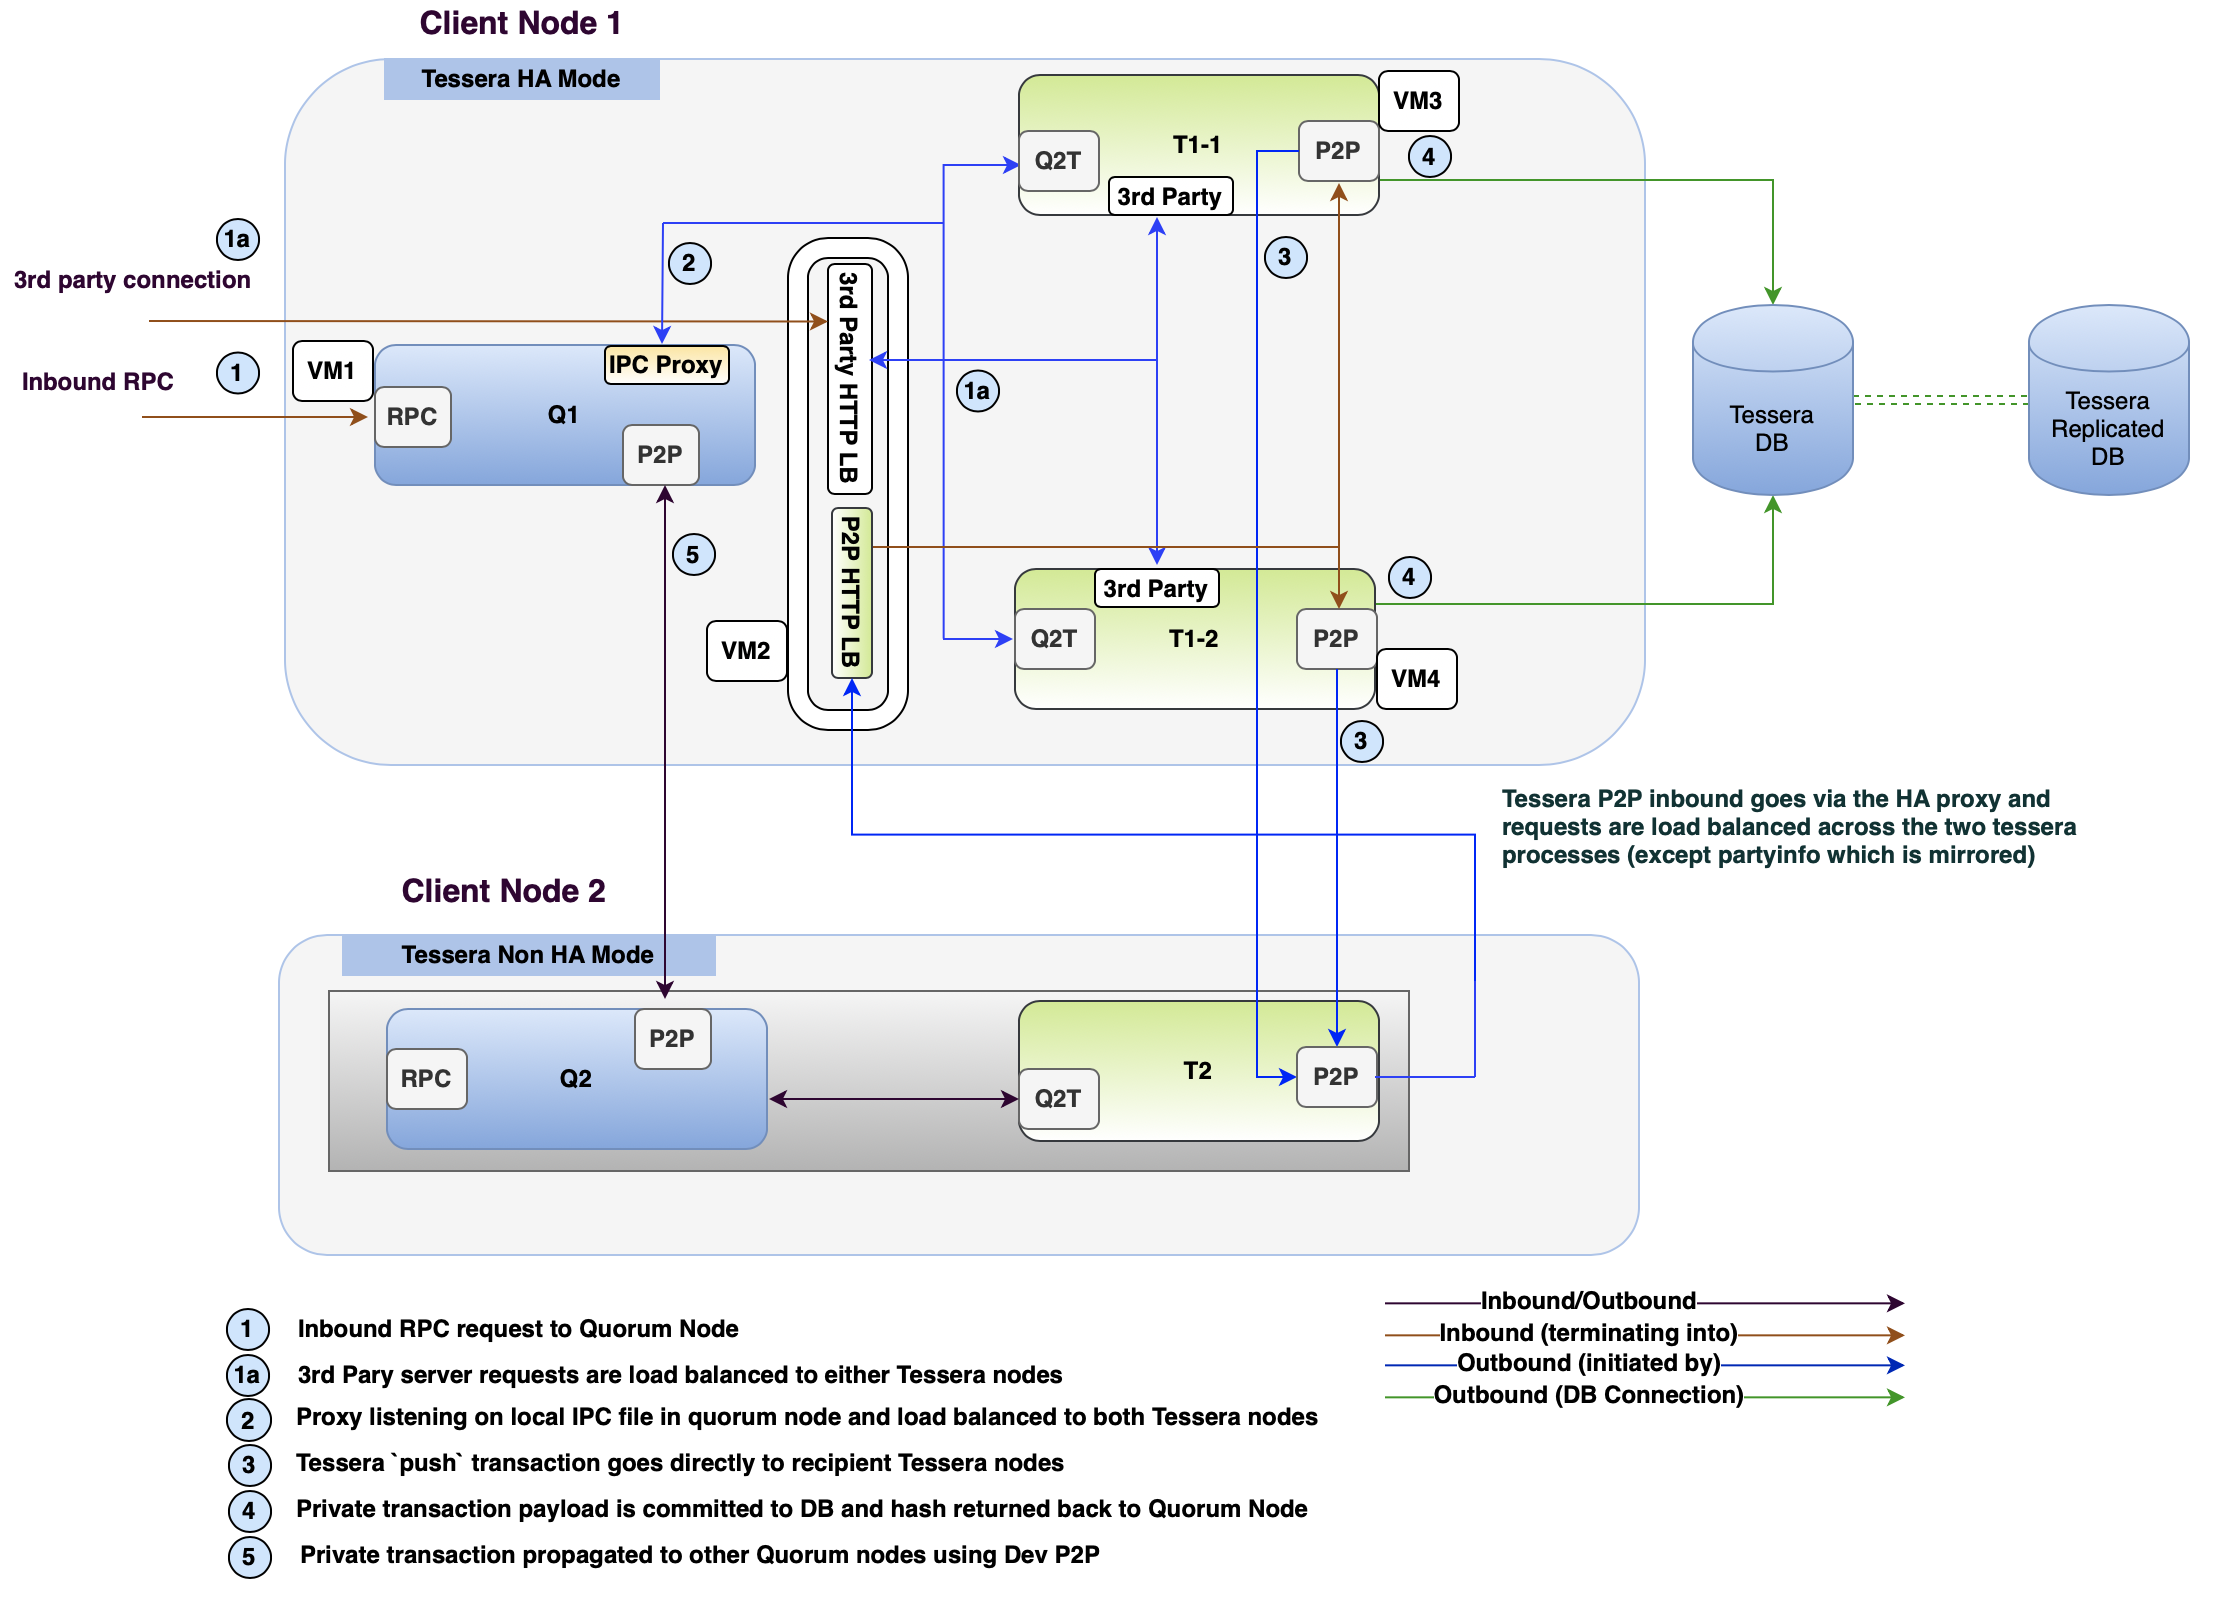 Client Node 1
Tessera HA Mode
VM3
T1-1
P2P
Q2T
4
3rd Party
1a
3rd party connection
2
3
3rd Party HTTP LB
VM1
IPC Proxy
1
Inbound RPC
RPC
Q1
P2P
1a
Tessera
DB
Tessera
Replicated
DB
5
P2P HTTP LB
4
3rd Party
Q2T
T1-2
P2P
VM2
VM4
3
Tessera P2P inbound goes via the HA proxy and
requests are load balanced across the two tessera
processes (except partyinfo which is mirrored)
Client Node 2
Tessera Non HA Mode
P2P
RPC
Q2
T2
P2P
Q2T
Inbound/Outbound
Inbound (terminating into)
Outbound (initiated by)
Outbound (DB Connection)
1 Inbound RPC request to Quorum Node
1a 3rd Pary server requests are load balanced to either Tessera nodes
2 Proxy listening on local IPC file in quorum node and load balanced to both Tessera nodes
3 Tessera `push` transaction goes directly to recipient Tessera nodes
4 Private transaction payload is committed to DB and hash returned back to Quorum Node
5 Private transaction propagated to other Quorum nodes using Dev P2P